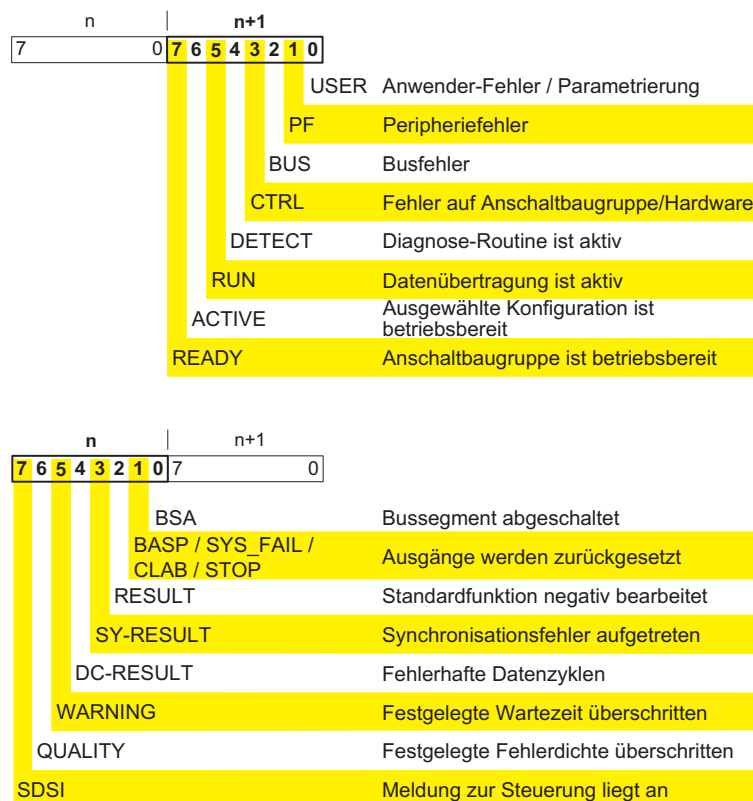 n n+1
7 0 7 6 5 4 3 2 1 0
USER Anwender-Fehler / Parametrierung
PF Peripheriefehler
BUS Busfehler
CTRL Fehler auf Anschaltbaugruppe/Hardware
DETECT Diagnose-Routine ist aktiv
RUN Datenübertragung ist aktiv
ACTIVE Ausgewählte Konfiguration ist
betriebsbereit
READY Anschaltbaugruppe ist betriebsbereit
n n+1
7 6 5 4 3 2 1 0 7 0
BSA Bussegment abgeschaltet
BASP / SYS_FAIL /
CLAB / STOP Ausgänge werden zurückgesetzt
RESULT Standardfunktion negativ bearbeitet
SY-RESULT Synchronisationsfehler aufgetreten
DC-RESULT Fehlerhafte Datenzyklen
WARNING Festgelegte Wartezeit überschritten
QUALITY Festgelegte Fehlerdichte überschritten
SDSI Meldung zur Steuerung liegt an